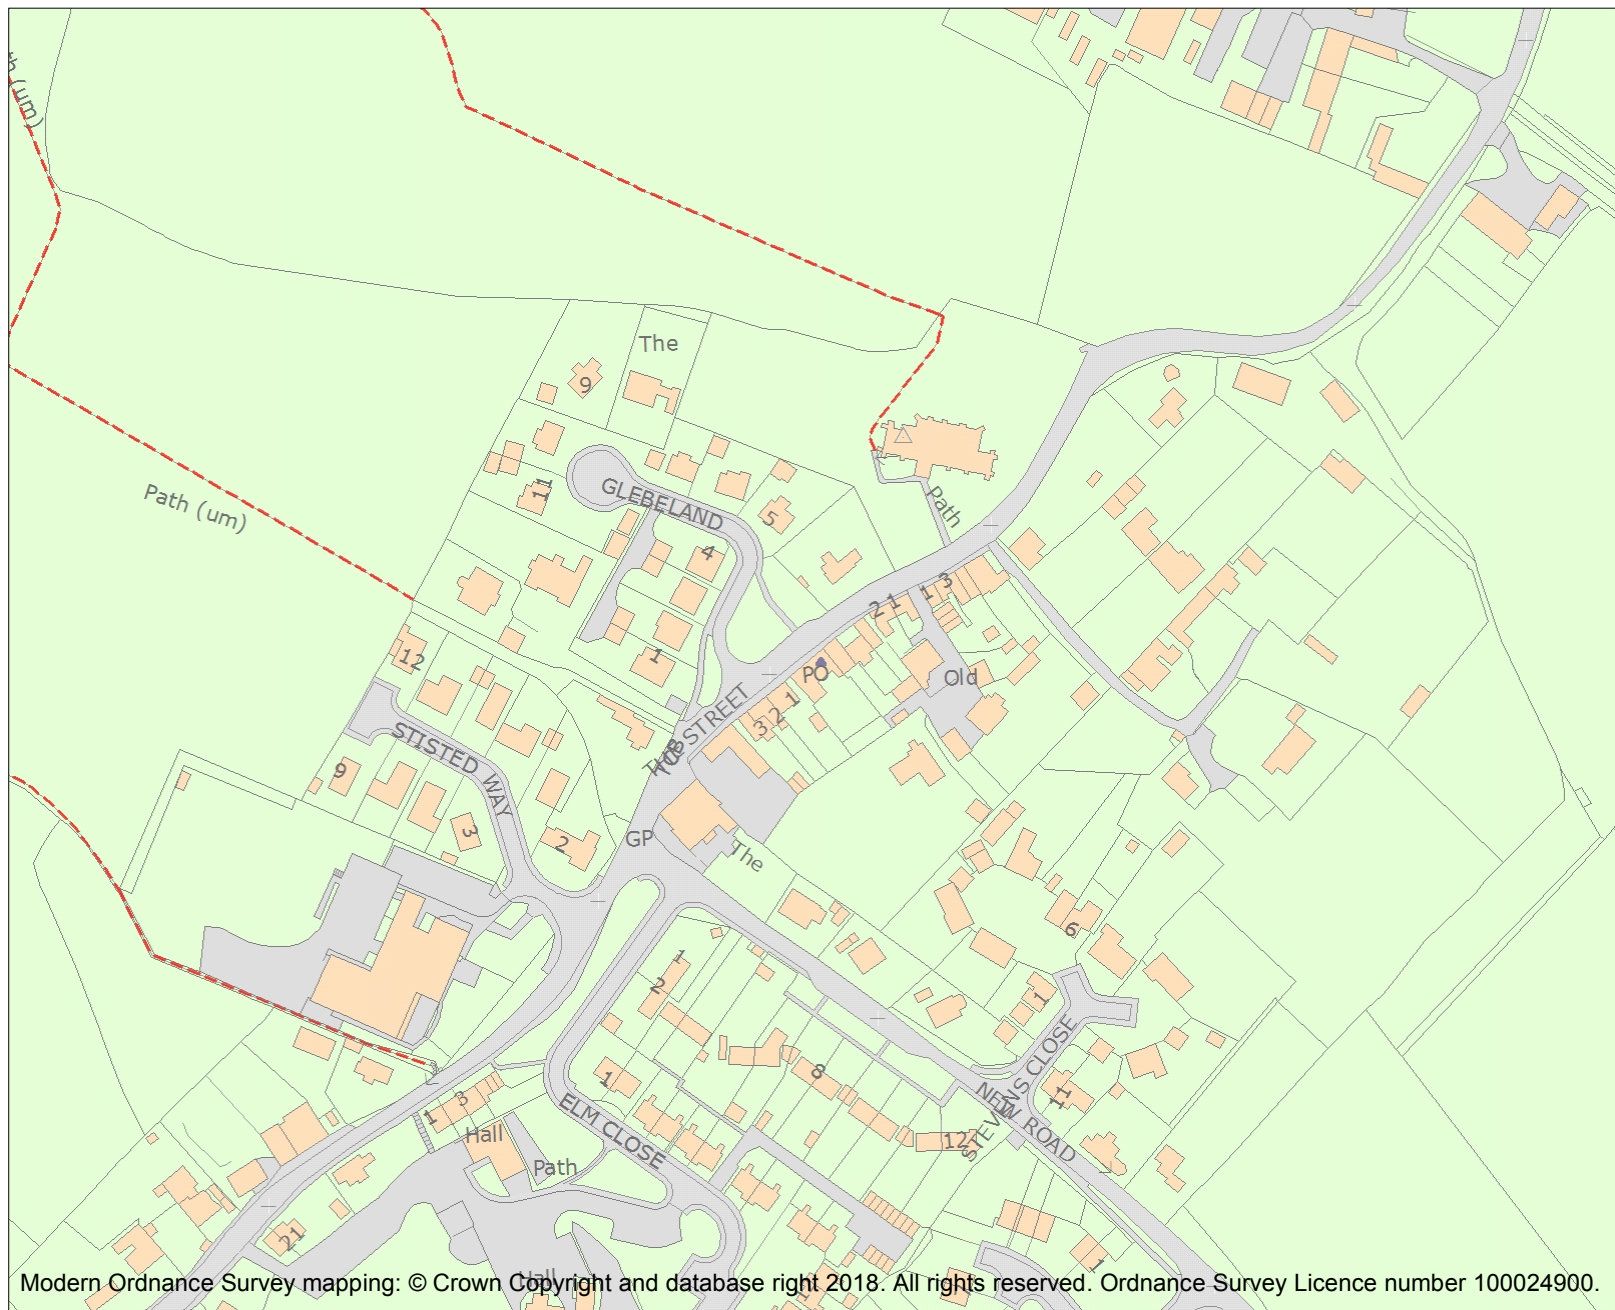 h (um)
The
9
11
GLEBELAND
5
4
Path
Path (um)
3
1
1
2
12
1
PO
Old
1
2
3
THE STREET
STISTED WAY
9
3
2
GP
The
6
1
2
1
8
1
STEVENS CLOSE
11
NEW ROAD
12
1
3
ELM CLOSE
Hall
Path
21
1
Hall
Modern Ordnance Survey mapping: © Crown Copyright and database right 2018. All rights reserved. Ordnance Survey Licence number 100024900.